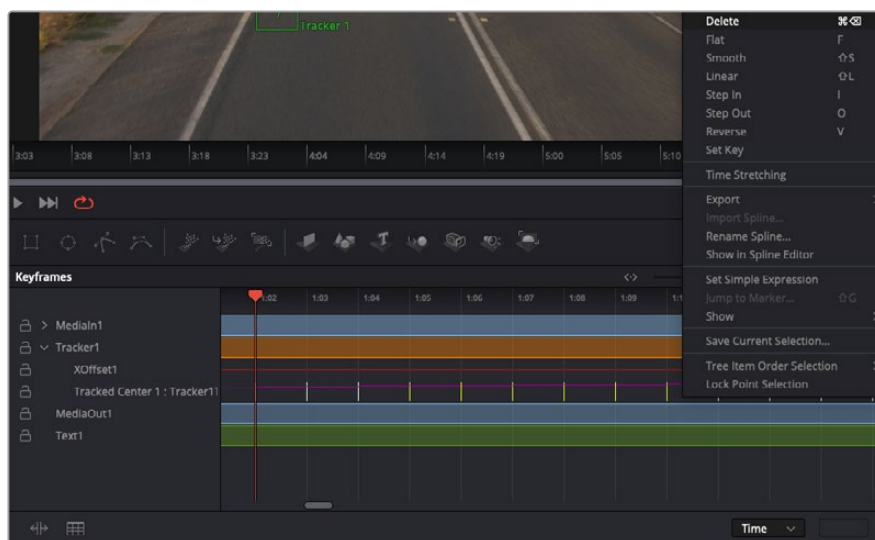 Tracker 1
Delete ⌘⌫
Flat F
Smooth ⇧S
Linear ⇧L
Step In I
Step Out O
Reverse V
Set Key
Time Stretching
Export
Import Spline...
Rename Spline...
Show in Spline Editor
Set Simple Expression
Jump to Marker... ⇧G
Show
Save Current Selection...
Tree Item Order Selection
Lock Point Selection
3:03 3:08 3:13 3:18 3:23 4:04 4:09 4:14 4:19 5:00 5:05 5:10
T
Keyframes
1:02 1:03 1:04 1:05 1:06 1:07 1:08 1:09
MediaIn1
Tracker1
XOffset1
Tracked Center 1 : Tracker1
MediaOut1
Text1
Time